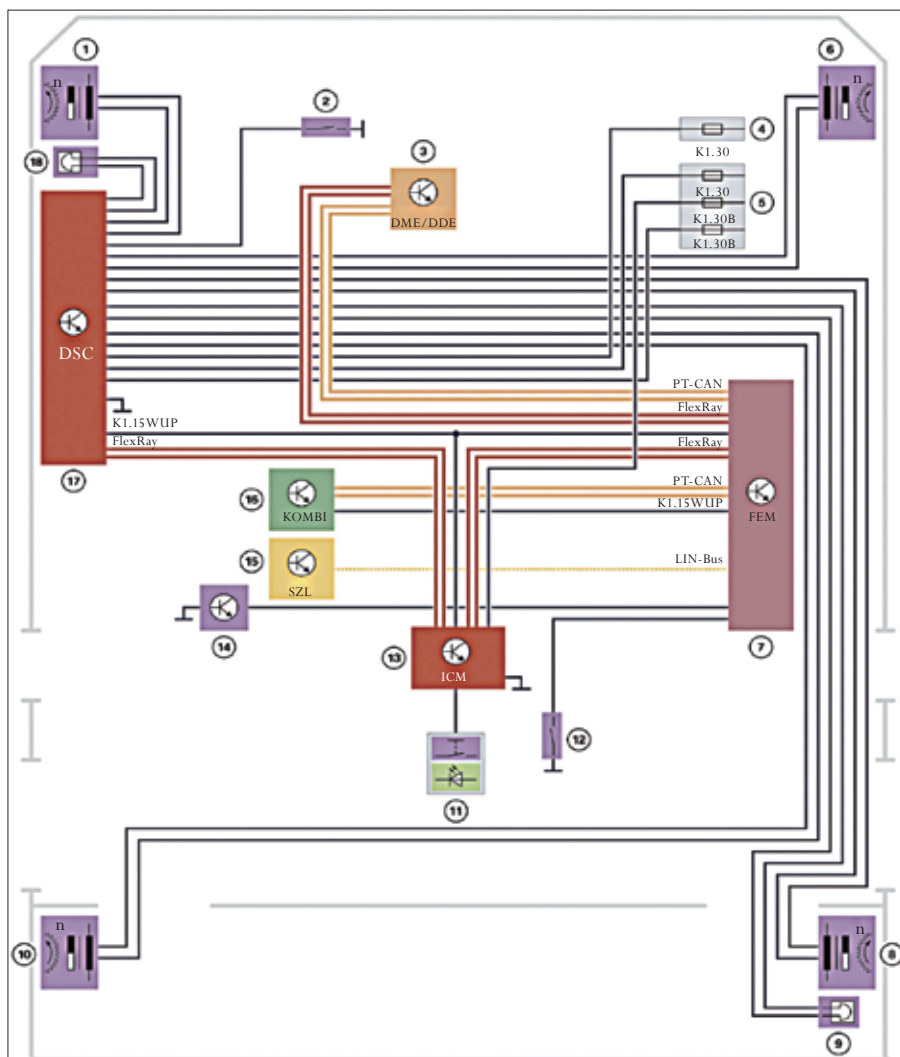 1
6
n
n
2
4
K1.30
18
3
K1.30
5
DME/DDE
K1.30B
K1.30B
DSC
PT-CAN
FlexRay
K1.15WUP
FlexRay
FlexRay
17
PT-CAN
16
KOMBI
K1.15WUP
FEM
15
LIN-Bus
SZL
14
13
7
ICM
12
11
n
n
10
8
9